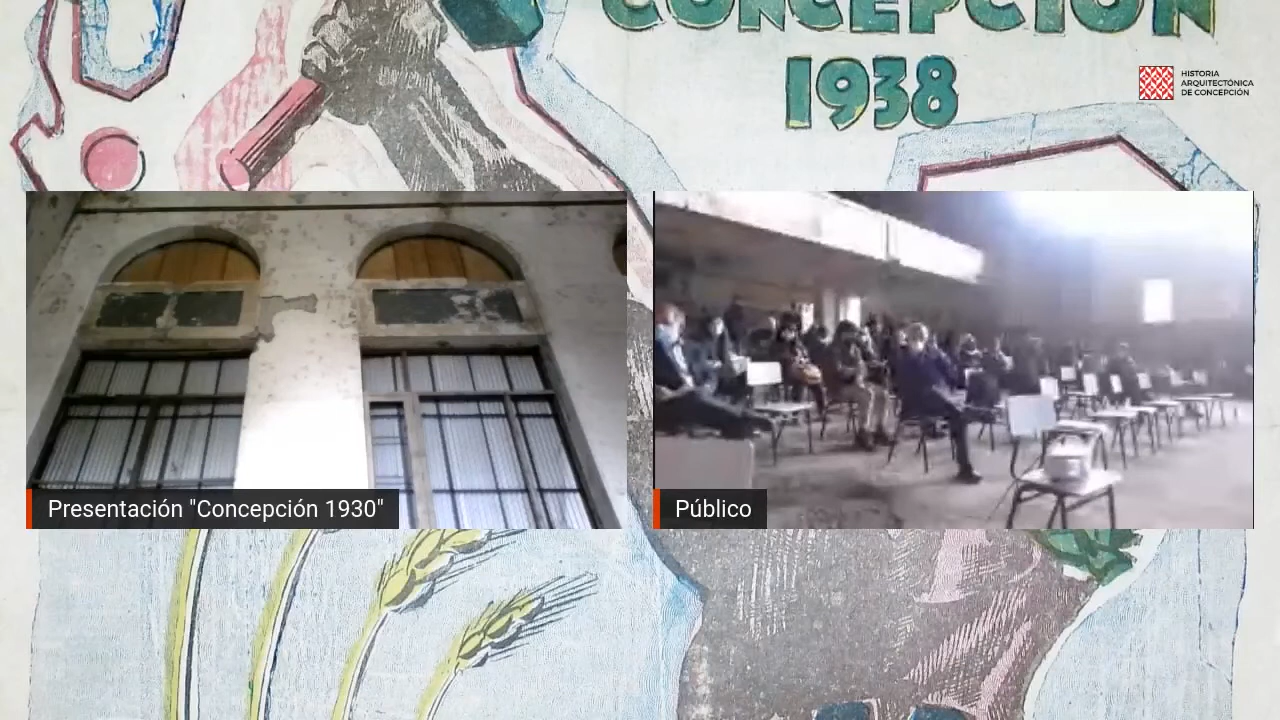 CONCEPCIÓN
1938
HISTORIA
ARQUITECTÓNICA
DE CONCEPCIÓN
Presentación "Concepción 1930"
Público